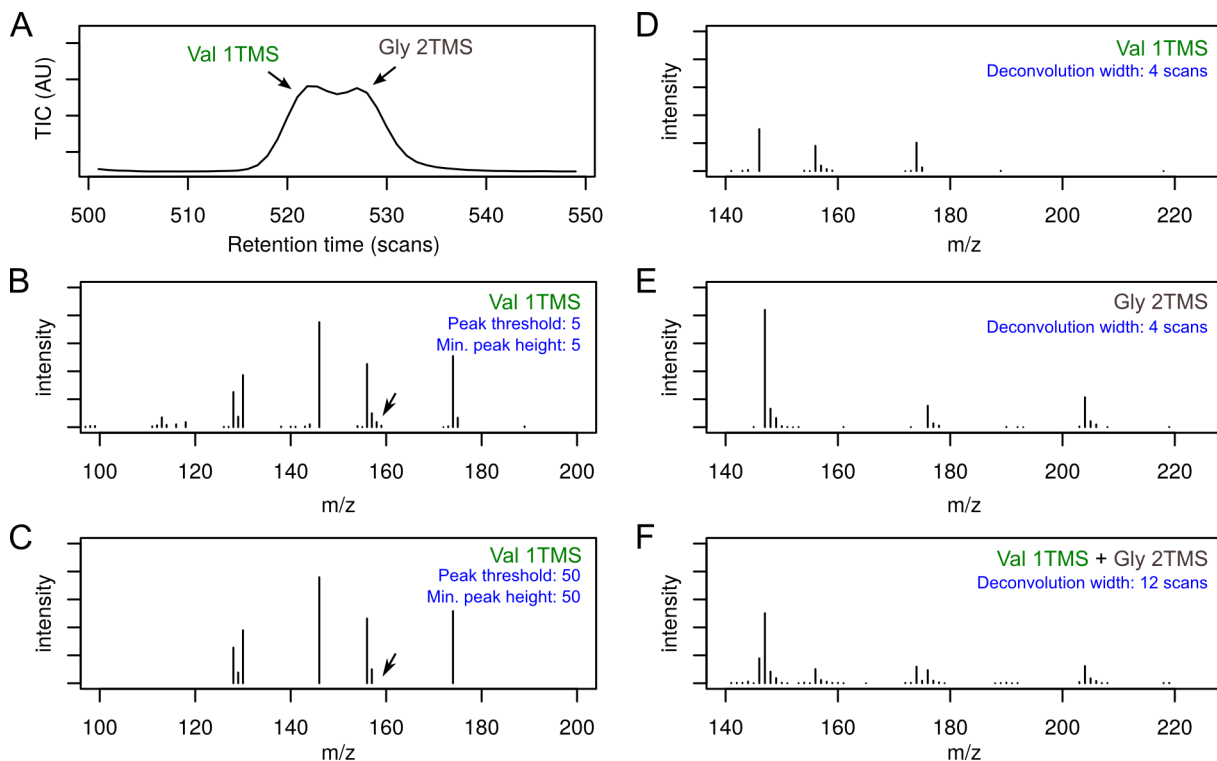 A
Val 1TMS
Gly 2TMS
TIC (AU)
500 510 520 530 540 550
Retention time (scans)
B
Val 1TMS
Peak threshold: 5
Min. peak height: 5
intensity
100 120 140 160 180 200
m/z
C
Val 1TMS
Peak threshold: 50
Min. peak height: 50
intensity
100 120 140 160 180 200
m/z
D
Val 1TMS
Deconvolution width: 4 scans
intensity
140 160 180 200 220
m/z
E
Gly 2TMS
Deconvolution width: 4 scans
intensity
140 160 180 200 220
m/z
F
Val 1TMS + Gly 2TMS
Deconvolution width: 12 scans
intensity
140 160 180 200 220
m/z